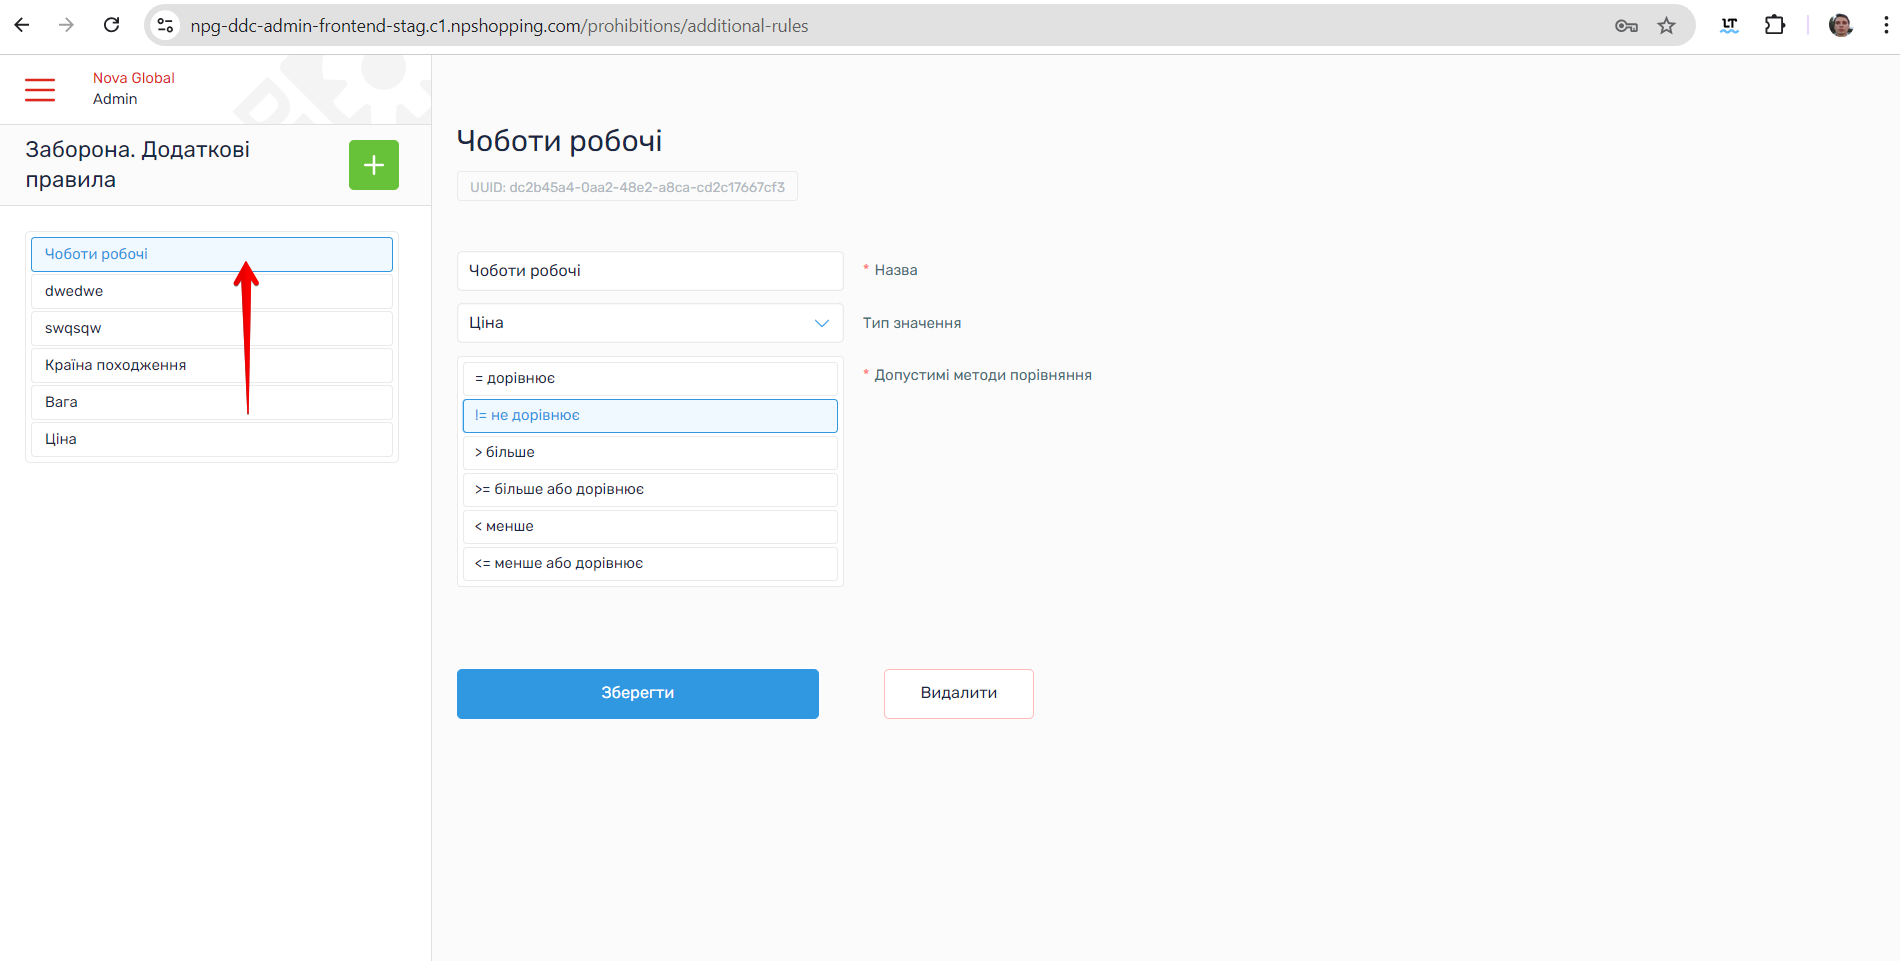 npg-ddc-admin-frontend-stag.c1.npshopping.com/prohibitions/additional-rules
LT
Nova Global
Admin
Заборона. Додаткові
правила
Чоботи робочі
dwedwe
swqsqw
Країна походження
Вага
Ціна
Чоботи робочі
UUID: dc2b45a4-0aa2-48e2-a8ca-cd2c17667cf3
Чоботи робочі
* Назва
Ціна
Тип значення
* Допустимі методи порівняння
= дорівнює
!= не дорівнює
> більше
>= більше або дорівнює
< менше
<= менше або дорівнює
Зберегти
Видалити